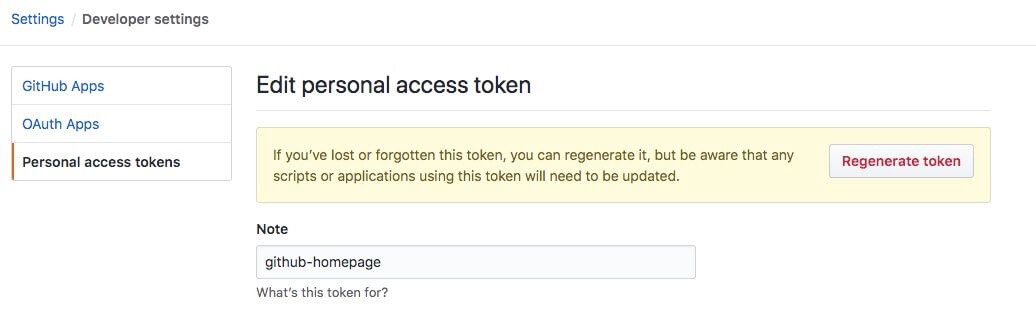 Settings / Developer settings
GitHub Apps
OAuth Apps
Personal access tokens
Edit personal access token
If you’ve lost or forgotten this token, you can regenerate it, but be aware that any
scripts or applications using this token will need to be updated.
Regenerate token
Note
github-homepage
What’s this token for?